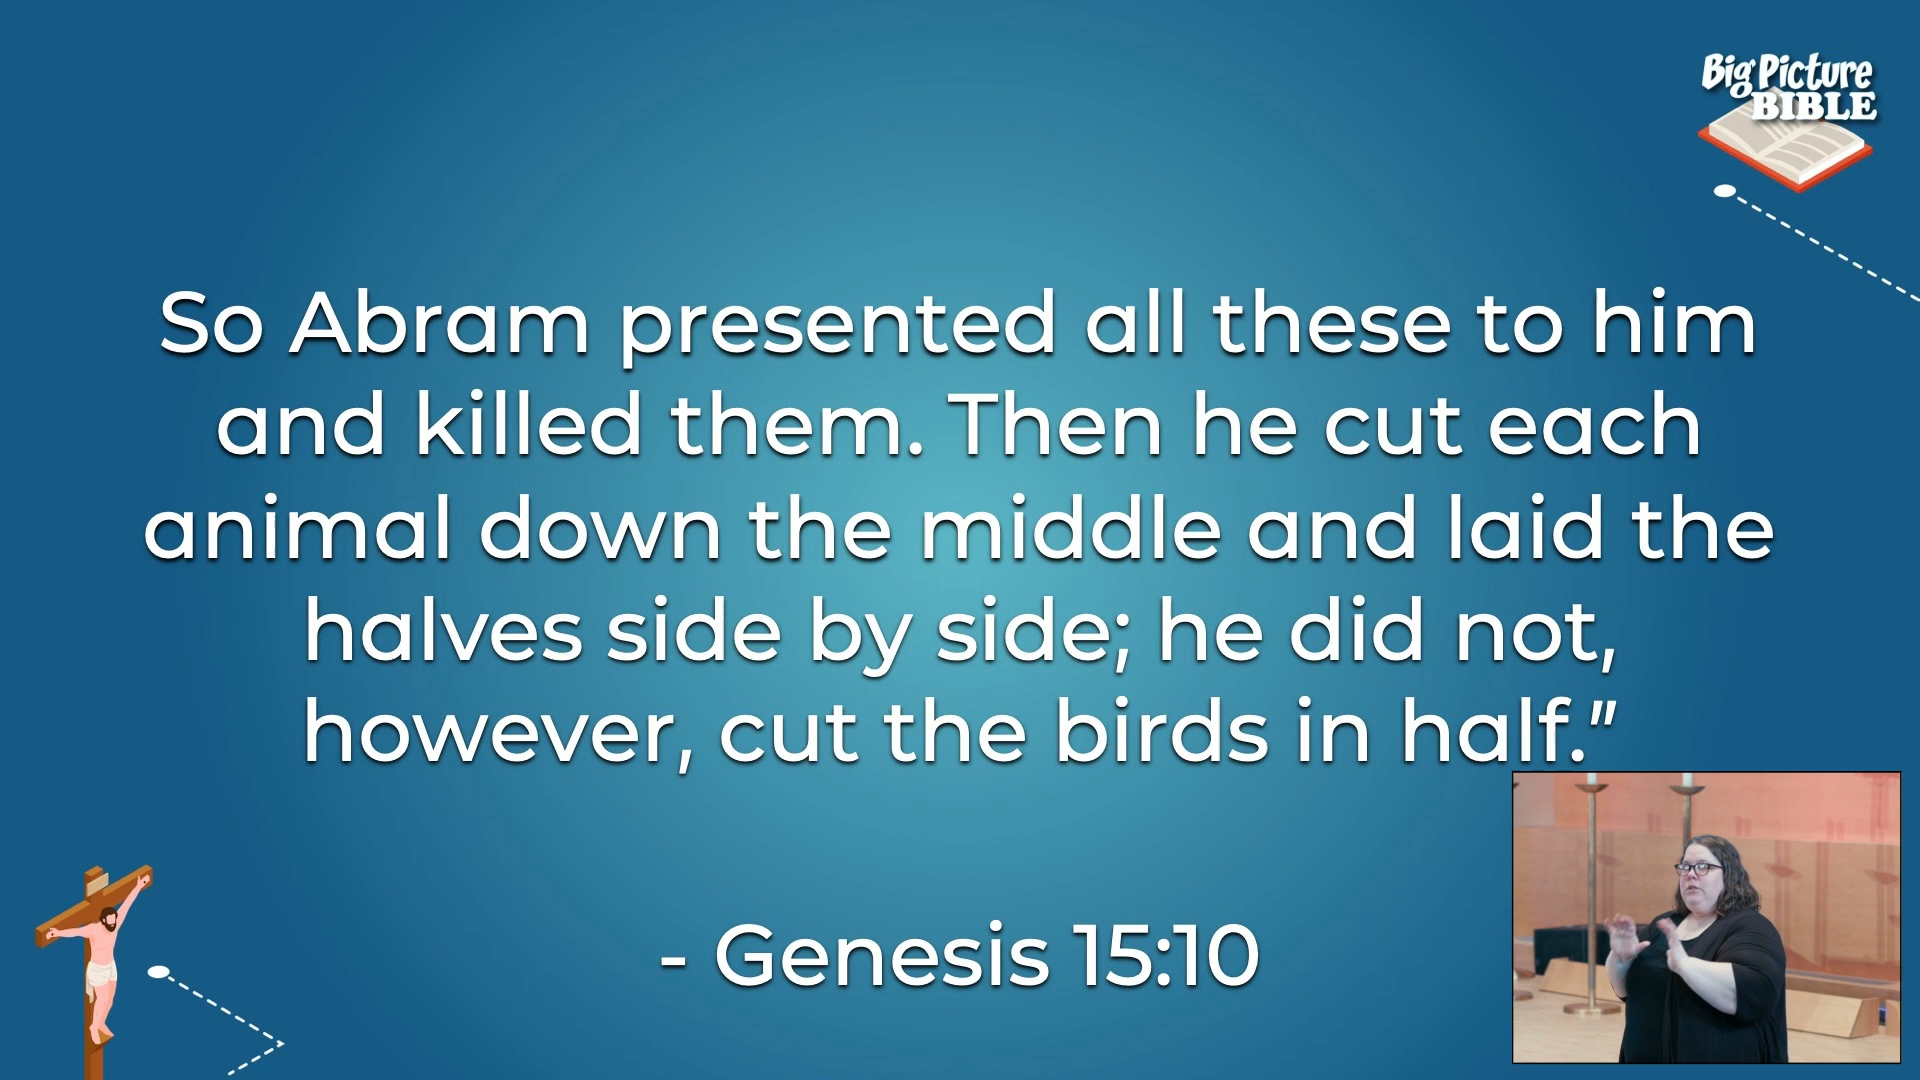 Big Picture
BIBLE
So Abram presented all these to him
and killed them. Then he cut each
animal down the middle and laid the
halves side by side; he did not,
however, cut the birds in half.”
- Genesis 15:10